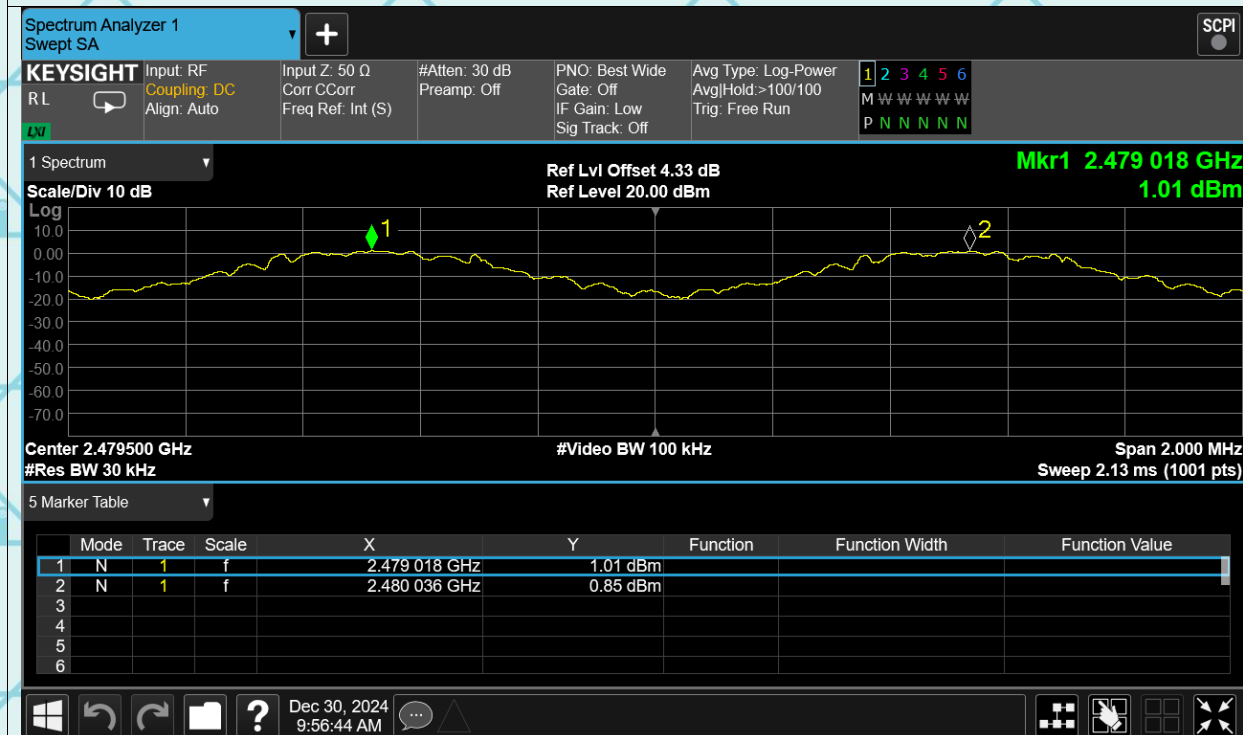 Spectrum Analyzer 1
Swept SA
+
SCPI
KEYSIGHT
RL
LXI
Input: RF
Coupling: DC
Align: Auto
Input Z: 50 Ω
Corr CCorr
Freq Ref: Int (S)
#Atten: 30 dB
Preamp: Off
PNO: Best Wide
Gate: Off
IF Gain: Low
Sig Track: Off
Avg Type: Log-Power
Avg|Hold:>100/100
Trig: Free Run
1 2 3 4 5 6
M W W W W W W
P N N N N N N
1 Spectrum
Scale/Div 10 dB
Log
Ref Lvl Offset 4.33 dB
Ref Level 20.00 dBm
Mkr1 2.479 018 GHz
1.01 dBm
10.0
0.00
-10.0
-20.0
-30.0
-40.0
-50.0
-60.0
-70.0
1
2
Center 2.479500 GHz
#Res BW 30 kHz
#Video BW 100 kHz
Span 2.000 MHz
Sweep 2.13 ms (1001 pts)
5 Marker Table
Mode Trace Scale X Y Function Function Width Function Value
1 N 1 f 2.479 018 GHz 1.01 dBm
2 N 1 f 2.480 036 GHz 0.85 dBm
3
4
5
6
?
Dec 30, 2024
9:56:44 AM